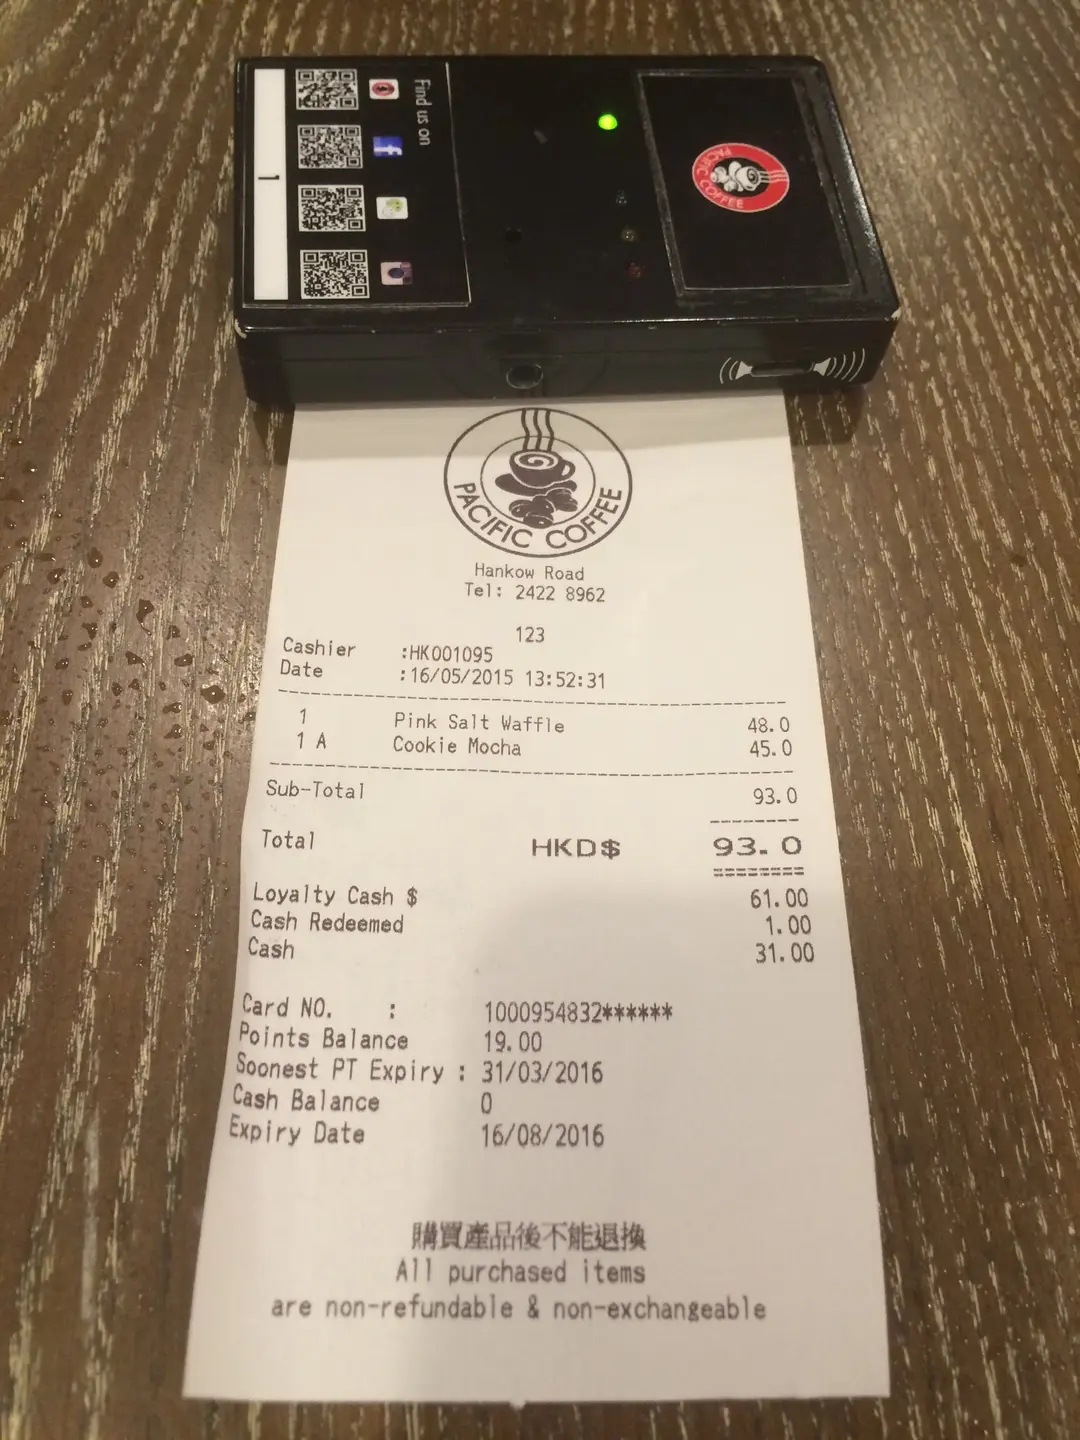 Find us on
1
PACIFIC COFFEE
PACIFIC COFFEE
Hankow Road
Tel: 2422 8962
123
Cashier :HK001095
Date :16/05/2015 13:52:31
1 Pink Salt Waffle 48.0
1 A Cookie Mocha 45.0
Sub-Total 93.0
Total HKD$ 93.0
Loyalty Cash $ 61.00
Cash Redeemed 1.00
Cash 31.00
Card NO. : 1000954832******
Points Balance 19.00
Soonest PT Expiry : 31/03/2016
Cash Balance 0
Expiry Date 16/08/2016
購買產品後不能退換
All purchased items
are non-refundable & non-exchangeable